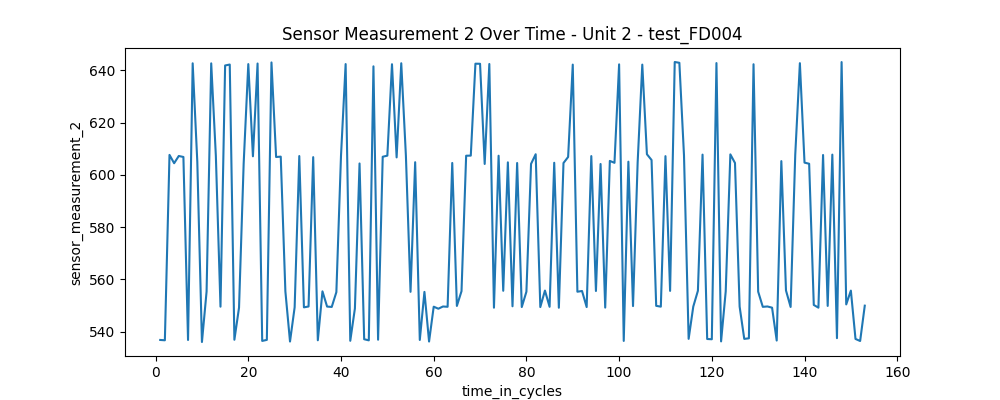 Sensor Measurement 2 Over Time - Unit 2 - test_FD004
sensor_measurement_2
640
620
600
580
560
540
0 20 40 60 80 100 120 140 160
time_in_cycles